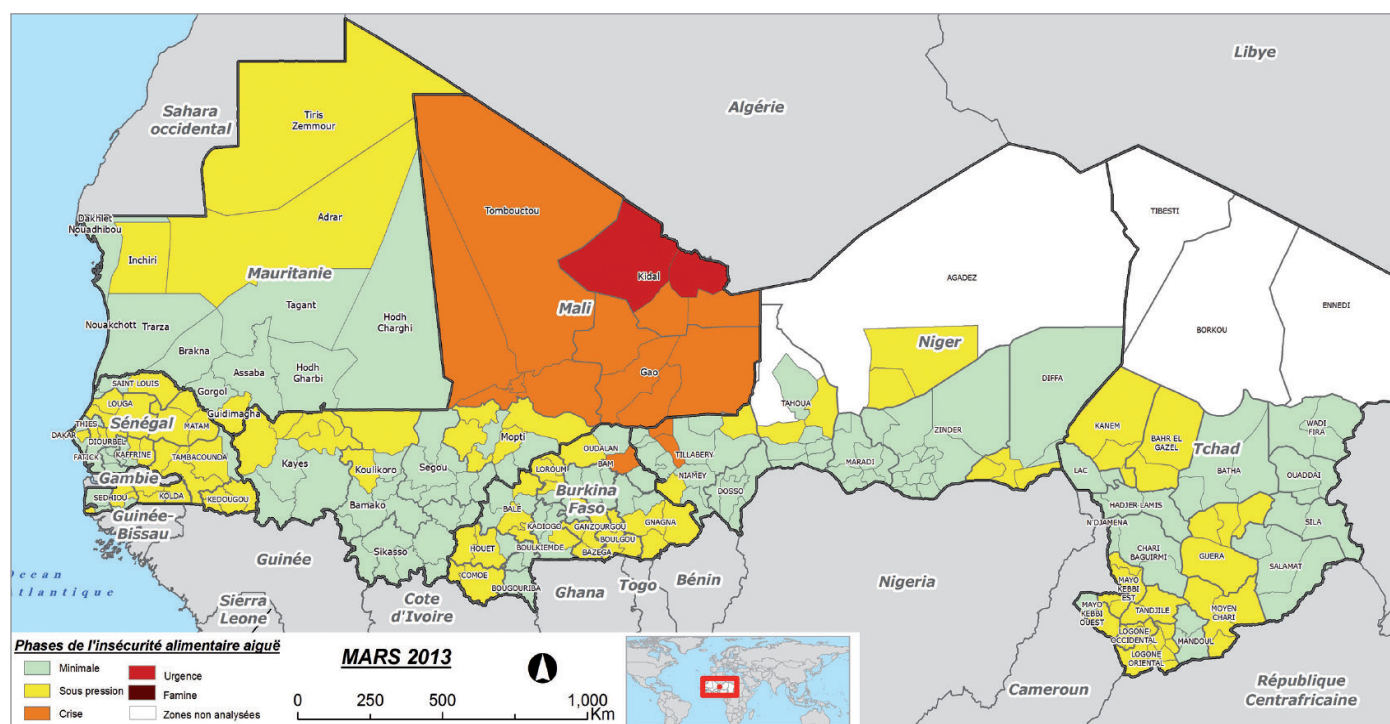 Libye
Algérie
Sahara
occidental
Tiris
Zemmour
Dakhlet
Nouadhibou
Adrar
Inchiri
Mauritanie
Tagant
Nouakchott
Trarza
Hodh
Charghi
Brakna
Assaba
Hodh
Gharbi
Gorgol
Guidimagha
Tombouctou
Kidal
Mali
Gao
TIBESTI
AGADEZ
ENNEDI
BORKOU
Niger
DIFFA
TAHOUA
ZINDER
MARADI
TILLABERY
NIAMEY
DOSSO
SAINT LOUIS
LOUGA
THIES
Sénégal
MATAM
DAKAR
DIOURBEL
FATICK
KAFFRINE
TAMBACOUNDA
Gambie
SEDHIOU
KOLDA
KEDOUGOU
Guinée-
Bissau
Kayes
Koulikoro
Segou
Mopti
Bamako
Sikasso
OUDALAN
BAM
LOROUM
Burkina
Faso
BALE
KADIOGO
GANZOURGOU
GNAGNA
BOULKIEMDE
BOULGOU
BAZEGA
HOUET
COMOE
BOUGOURIBA
KANEM
BAHR EL
GAZEL
Tchad
WADI
FIRA
LAC
BATHA
OUADDAI
HADJER-LAMIS
N'DJAMENA
SILA
CHARI
BAGUIRMI
GUERA
SALAMAT
MAYO
KEBBI
EST
MAYO
KEBBI
OUEST
TANDJILE
MOYEN
CHARI
LOGONE
OCCIDENTAL
MANDOUL
LOGONE
ORIENTAL
Guinée
Sierra
Leone
Cote
d'Ivoire
Ghana
Togo
Bénin
Nigeria
Cameroun
République
Centrafricaine
Ocean
Atlantique
Phases de l'insécurité alimentaire aiguë
Minimale
Sous pression
Crise
Urgence
Famine
Zones non analysées
MARS 2013
0 250 500 1,000
Km